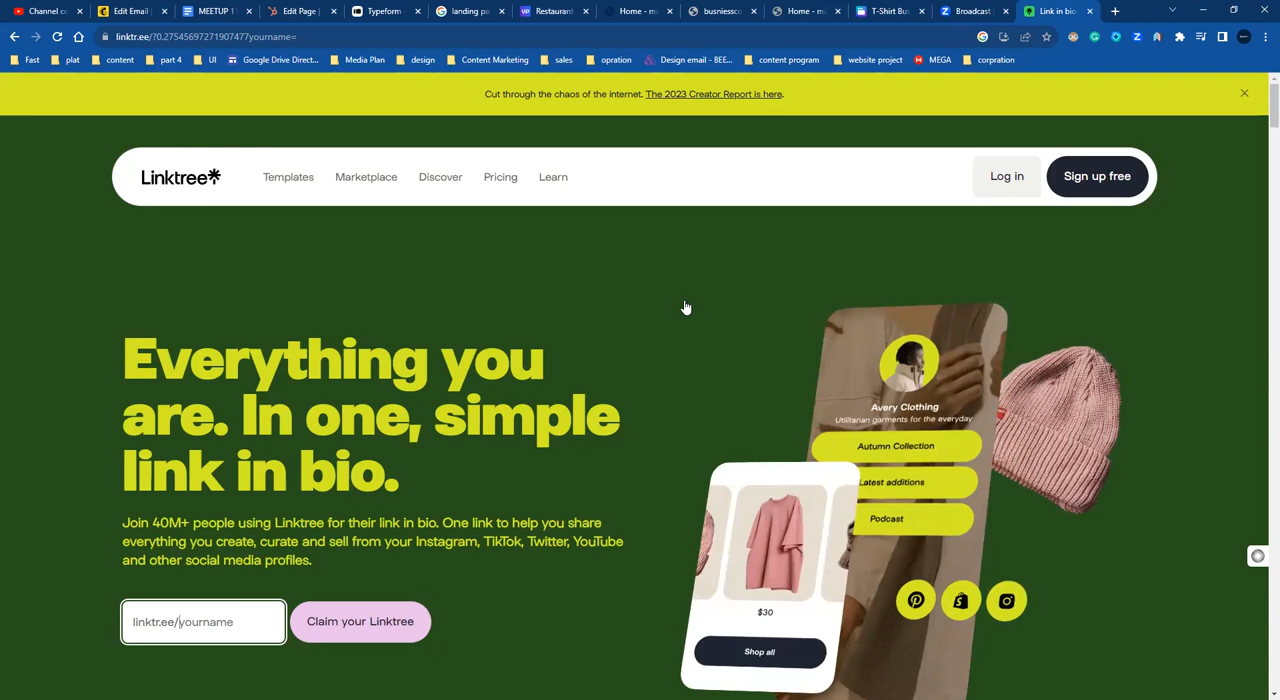 Channel co
Edit Email
MEETUP 1
Edit Page
Typeform
landing pa
Restaurant
Home - ma
busniessco
Home - ma
T-Shirt Bus
Broadcast
Link in bio
linktr.ee/?0.27545697271907477yourname=
Fast
plat
content
part 4
UI
Google Drive Direct...
Media Plan
design
Content Marketing
sales
opration
Design email - BEE...
content program
website project
MEGA
corpration
Cut through the chaos of the internet. The 2023 Creator Report is here.
Linktree
Templates
Marketplace
Discover
Pricing
Learn
Log in
Sign up free
Everything you
are. In one, simple
link in bio.
Join 40M+ people using Linktree for their link in bio. One link to help you share
everything you create, curate and sell from your Instagram, TikTok, Twitter, YouTube
and other social media profiles.
linktr.ee/yourname
Claim your Linktree
Avery Clothing
Utilitarian garments for the everyday
Autumn Collection
Latest additions
Podcast
$30
Shop all